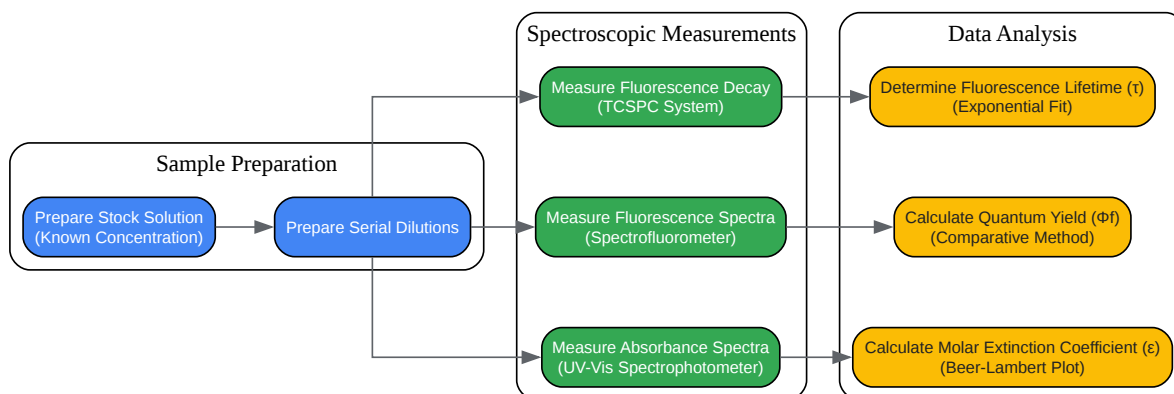 Sample Preparation
Prepare Stock Solution
(Known Concentration)
Prepare Serial Dilutions
Spectroscopic Measurements
Measure Fluorescence Decay
(TCSPC System)
Measure Fluorescence Spectra
(Spectrofluorometer)
Measure Absorbance Spectra
(UV-Vis Spectrophotometer)
Data Analysis
Determine Fluorescence Lifetime (τ)
(Exponential Fit)
Calculate Quantum Yield (Φf)
(Comparative Method)
Calculate Molar Extinction Coefficient (ε)
(Beer-Lambert Plot)